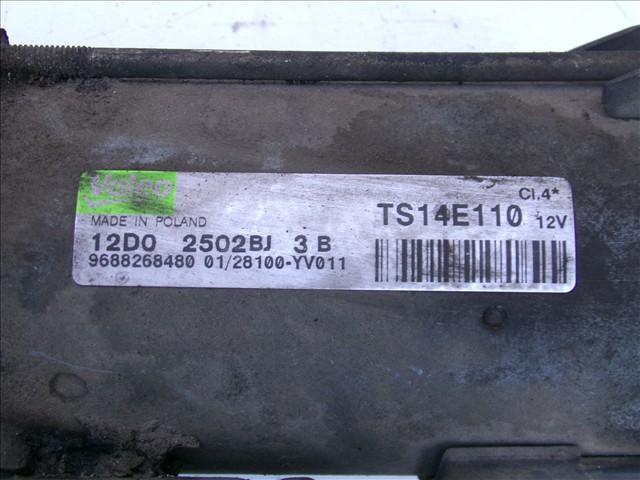 Valeo
MADE IN POLAND
12D0 2502BJ 3 B
9688268480 01/28100-YV011
Cl.4*
TS14E110 12V